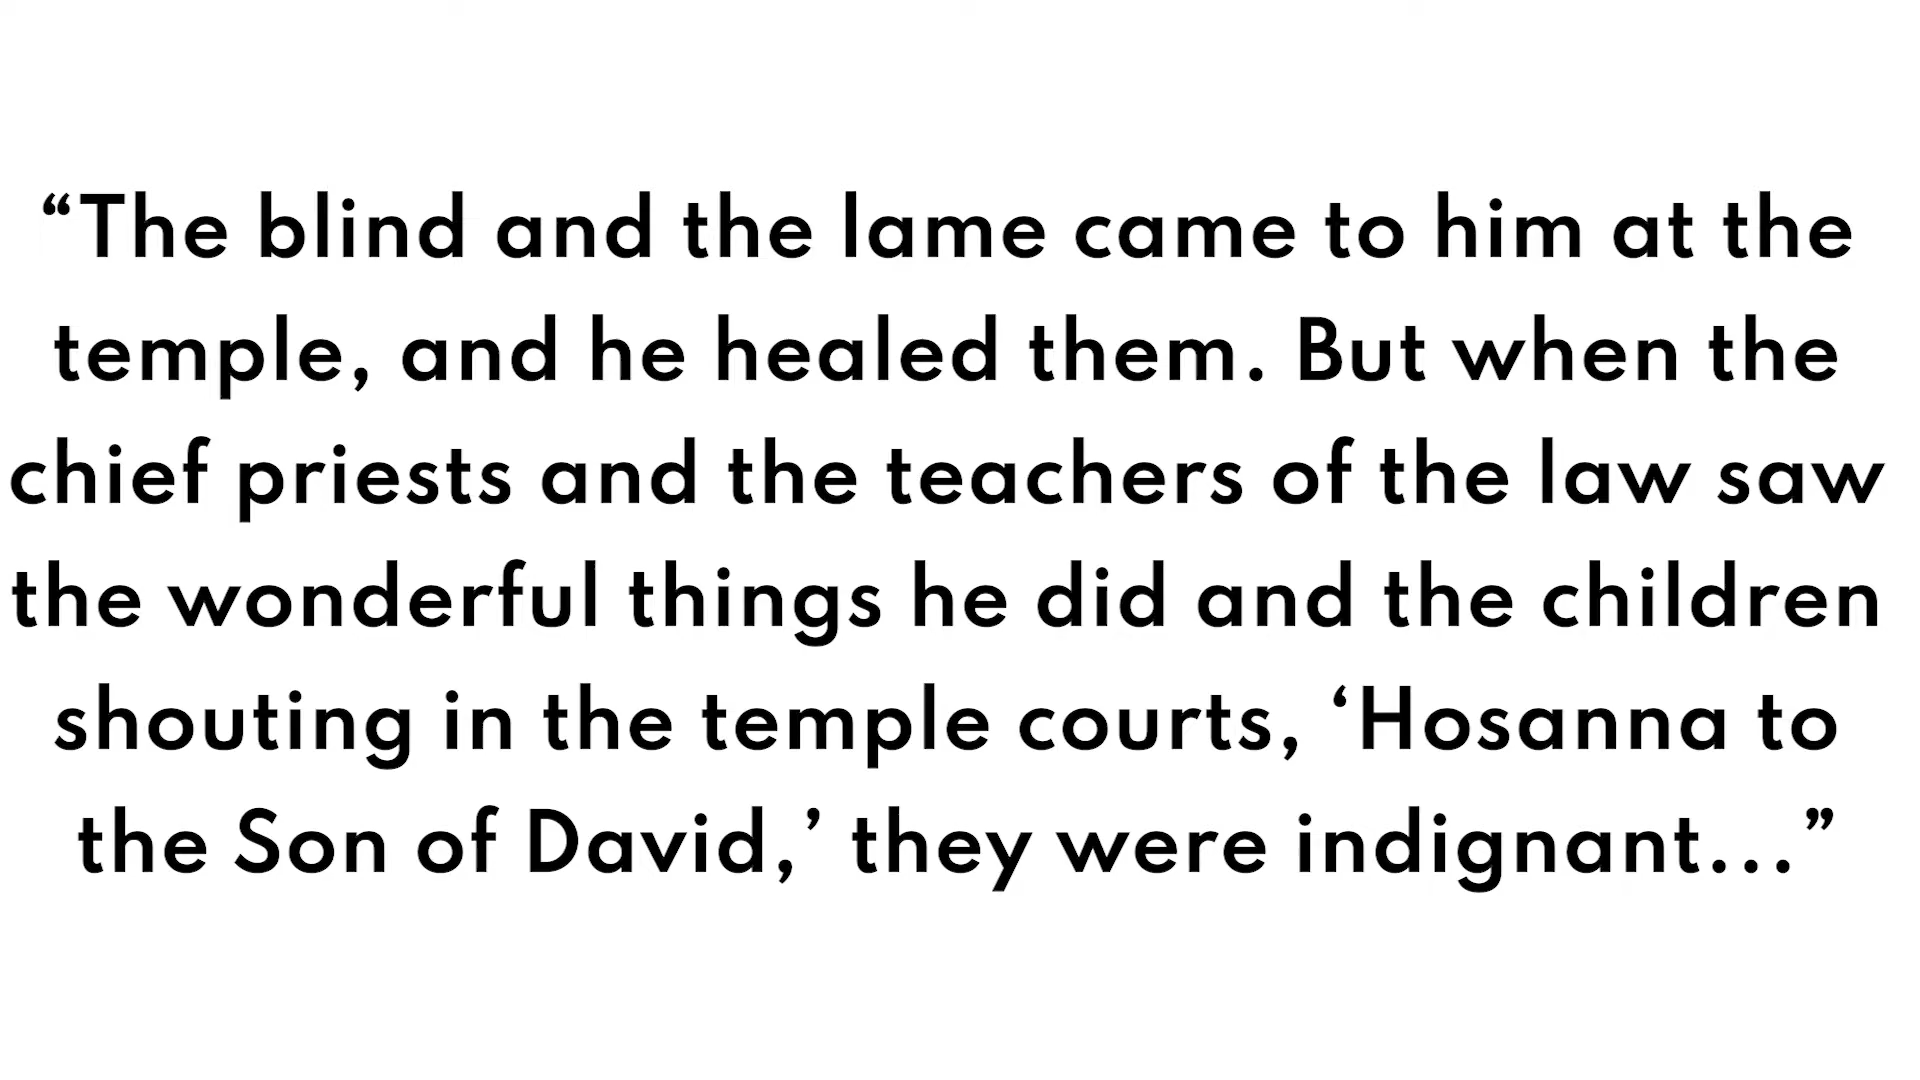 “The blind and the lame came to him at the
temple, and he healed them. But when the
chief priests and the teachers of the law saw
the wonderful things he did and the children
shouting in the temple courts, ‘Hosanna to
the Son of David,’ they were indignant...”